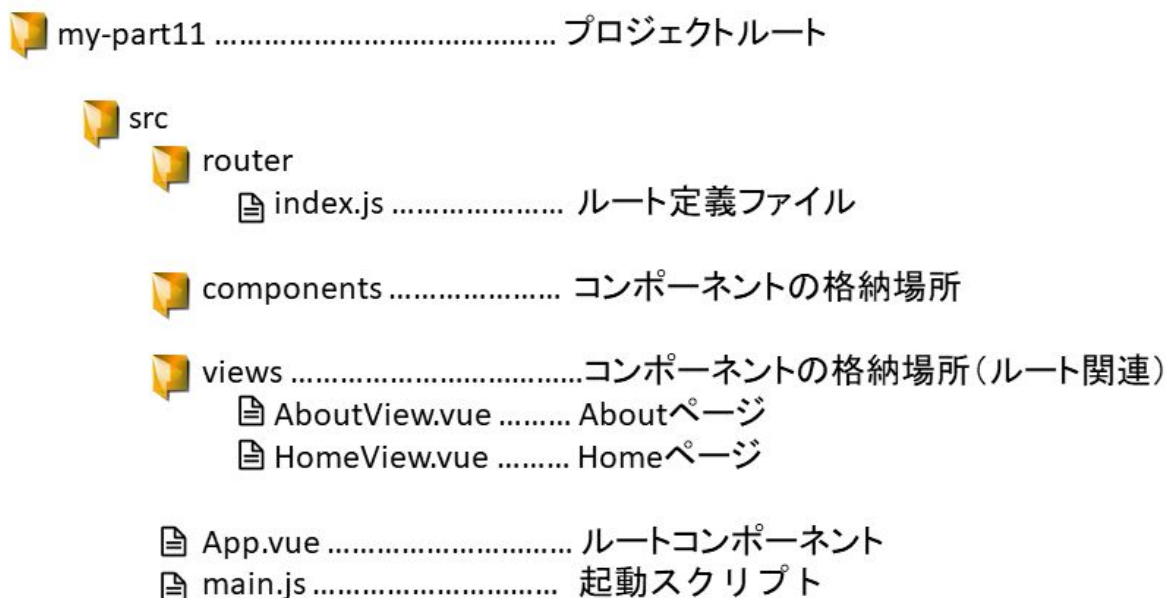 my-part11 ………………………………… プロジェクトルート
src
router
index.js ………………… ルート定義ファイル
components ………………… コンポーネントの格納場所
views ………………………………コンポーネントの格納場所(ルート関連)
AboutView.vue ……… Aboutページ
HomeView.vue ……… Homeページ
App.vue ………………………… ルートコンポーネント
main.js ………………………… 起動スクリプト